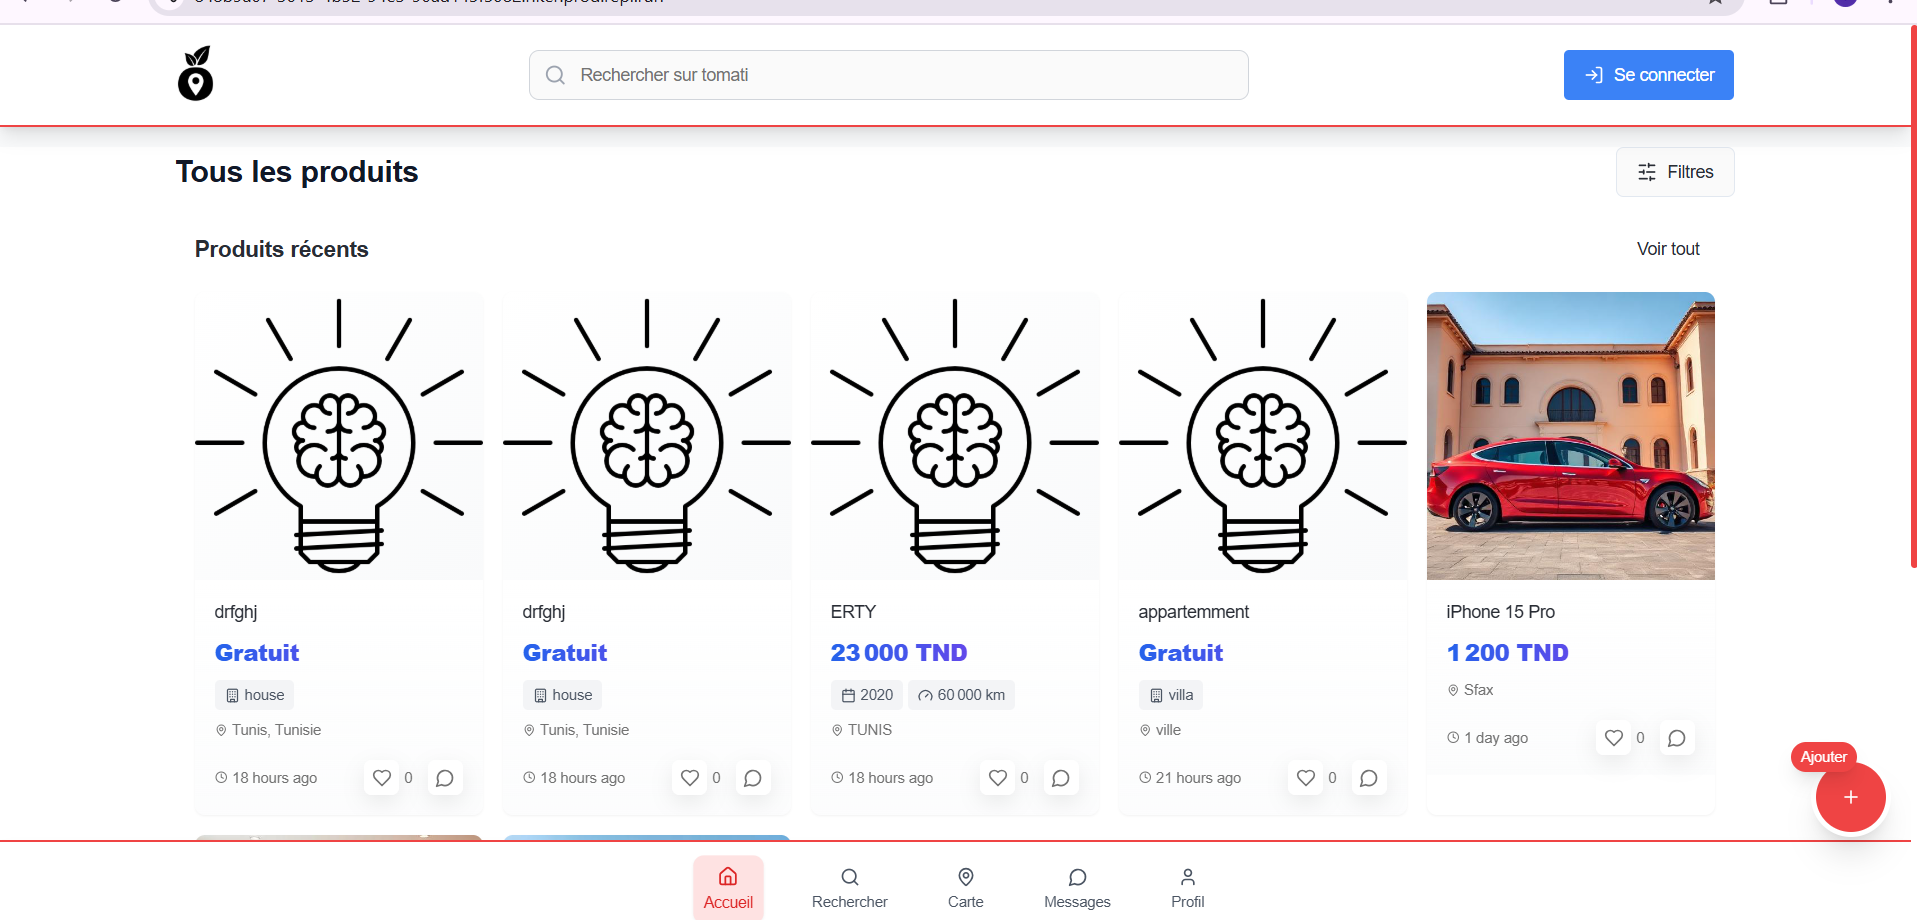 Rechercher sur tomati
Se connecter
Tous les produits
Filtres
Produits récents
Voir tout
drfghj
Gratuit
house
Tunis, Tunisie
18 hours ago
0
drfghj
Gratuit
house
Tunis, Tunisie
18 hours ago
0
ERTY
23 000 TND
2020
60 000 km
TUNIS
18 hours ago
0
appartemment
Gratuit
villa
ville
21 hours ago
0
iPhone 15 Pro
1 200 TND
Sfax
1 day ago
0
Ajouter
+
Accueil
Rechercher
Carte
Messages
Profil